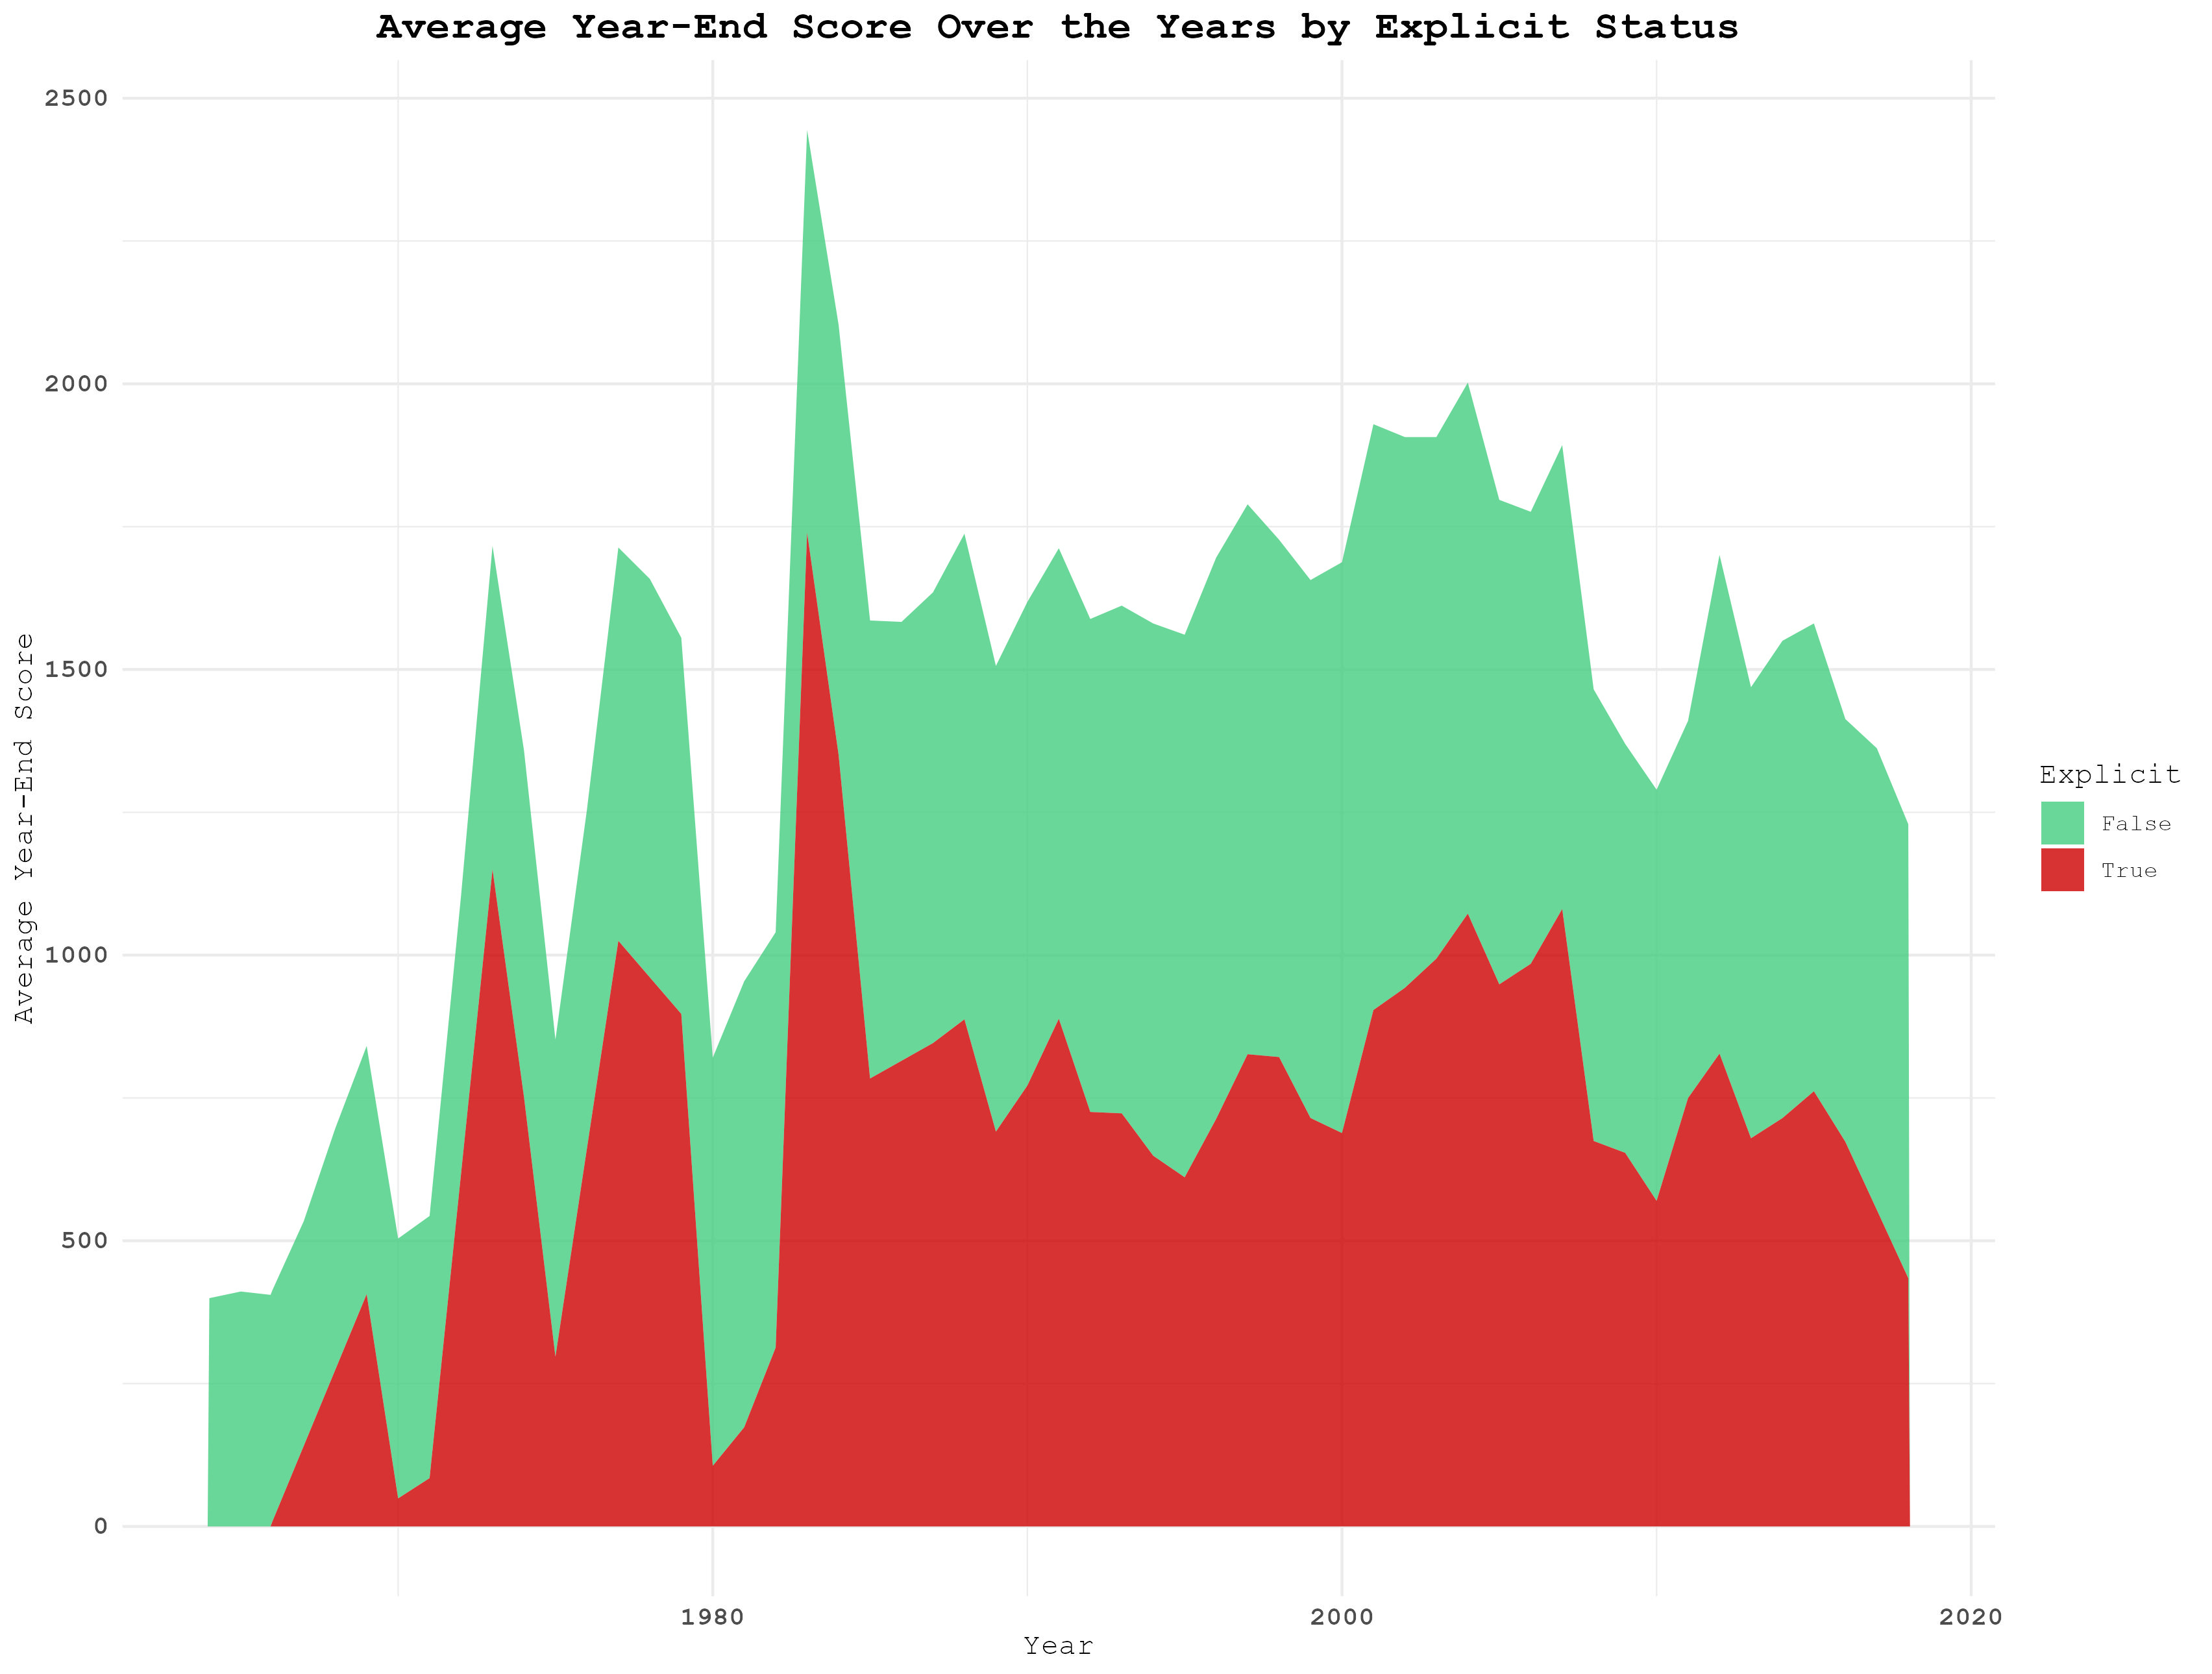 Average Year-End Score Over the Years by Explicit Status
Average Year-End Score
2500
2000
1500
1000
500
0
1980
2000
2020
Year
Explicit
False
True